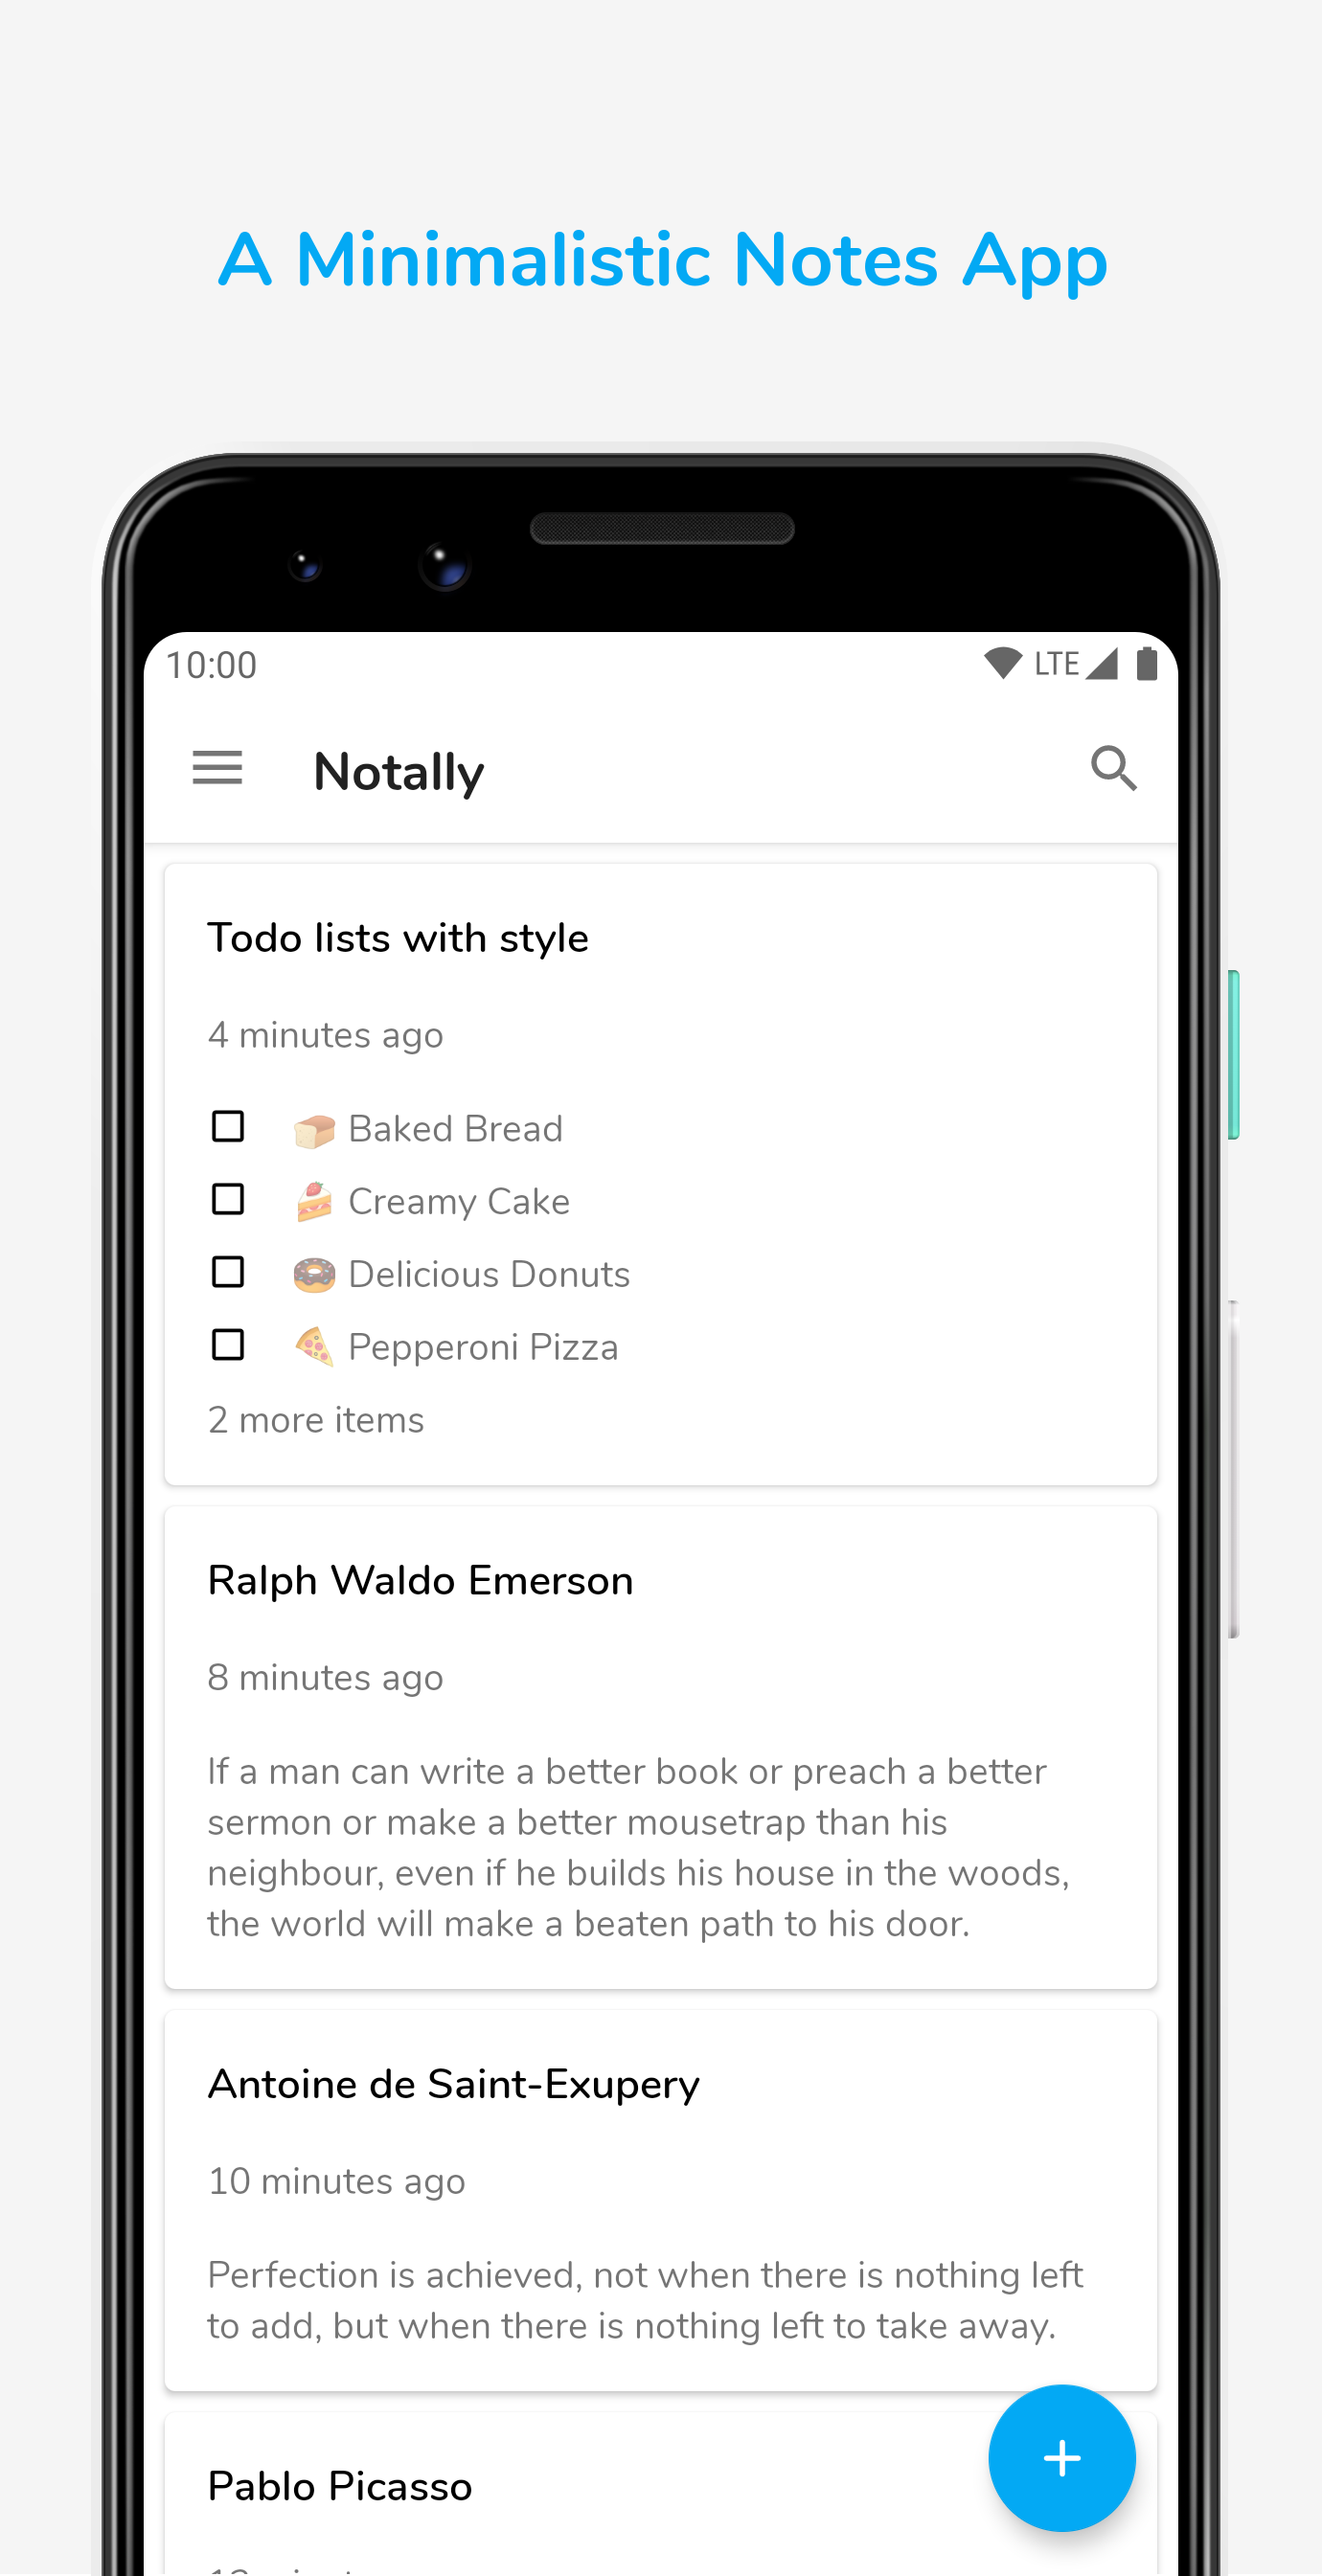 A Minimalistic Notes App
10:00 LTE
Notally
Todo lists with style
4 minutes ago
Baked Bread
Creamy Cake
Delicious Donuts
Pepperoni Pizza
2 more items
Ralph Waldo Emerson
8 minutes ago
If a man can write a better book or preach a better
sermon or make a better mousetrap than his
neighbour, even if he builds his house in the woods,
the world will make a beaten path to his door.
Antoine de Saint-Exupery
10 minutes ago
Perfection is achieved, not when there is nothing left
to add, but when there is nothing left to take away.
Pablo Picasso